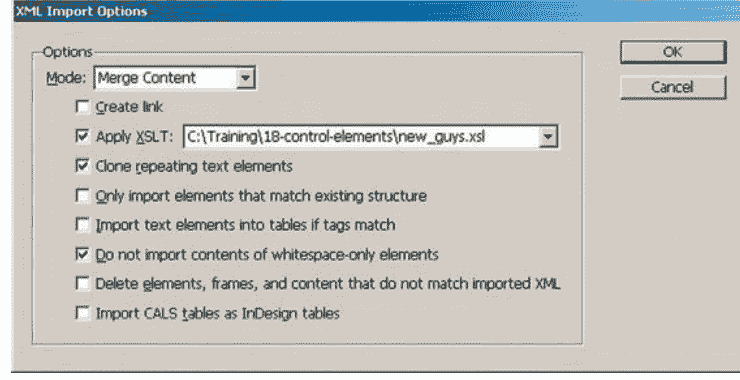 XML Import Options
Options
OK
Mode: Merge Content
Cancel
Create link
Apply XSLT: C:\Training\18-control-elements\new_guys.xsl
Clone repeating text elements
Only import elements that match existing structure
Import text elements into tables if tags match
Do not import contents of whitespace-only elements
Delete elements, frames, and content that do not match imported XML
Import CALS tables as InDesign tables